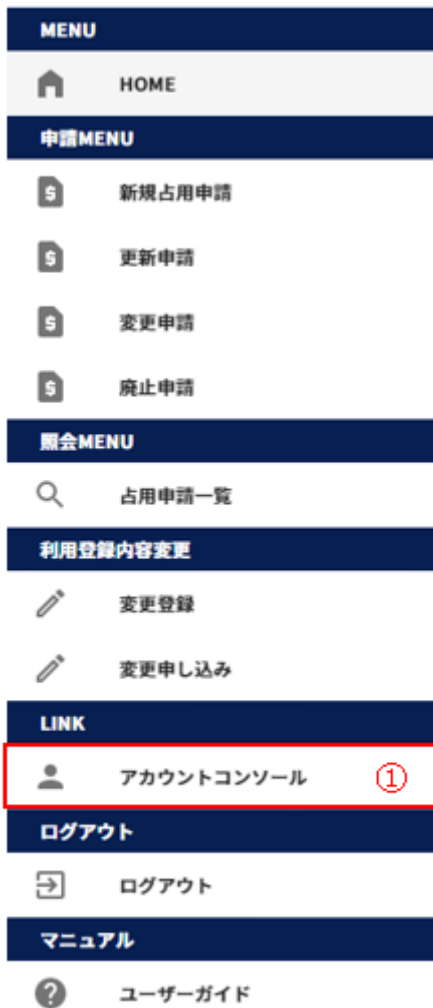 MENU
HOME
申請MENU
新規占用申請
更新申請
変更申請
廃止申請
照会MENU
占用申請一覧
利用登録内容変更
変更登録
変更申し込み
LINK
アカウントコンソール ①
ログアウト
ログアウト
マニュアル
ユーザーガイド